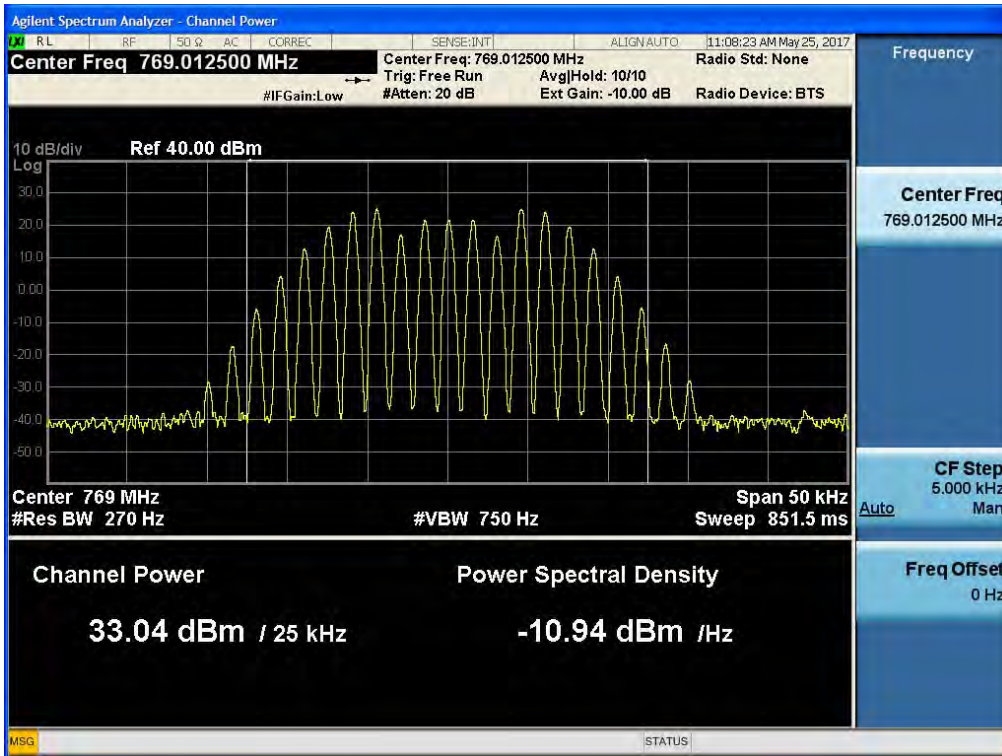 Agilent Spectrum Analyzer - Channel Power
LXI RL RF 50 Ω AC CORREC SENSE:INT ALIGNAUTO 11:08:23 AM May 25, 2017
Center Freq 769.012500 MHz
Center Freq: 769.012500 MHz Radio Std: None
Trig: Free Run Avg|Hold: 10/10
#IFGain:Low #Atten: 20 dB Ext Gain: -10.00 dB Radio Device: BTS
10 dB/div Ref 40.00 dBm
Log
30.0
20.0
10.0
0.00
-10.0
-20.0
-30.0
-40.0
-50.0
Center 769 MHz Span 50 kHz
#Res BW 270 Hz #VBW 750 Hz Sweep 851.5 ms
Channel Power Power Spectral Density
33.04 dBm / 25 kHz -10.94 dBm /Hz
MSG STATUS
Frequency
Center Freq
769.012500 MHz
CF Step
5.000 kHz
Auto Man
Freq Offset
0 Hz